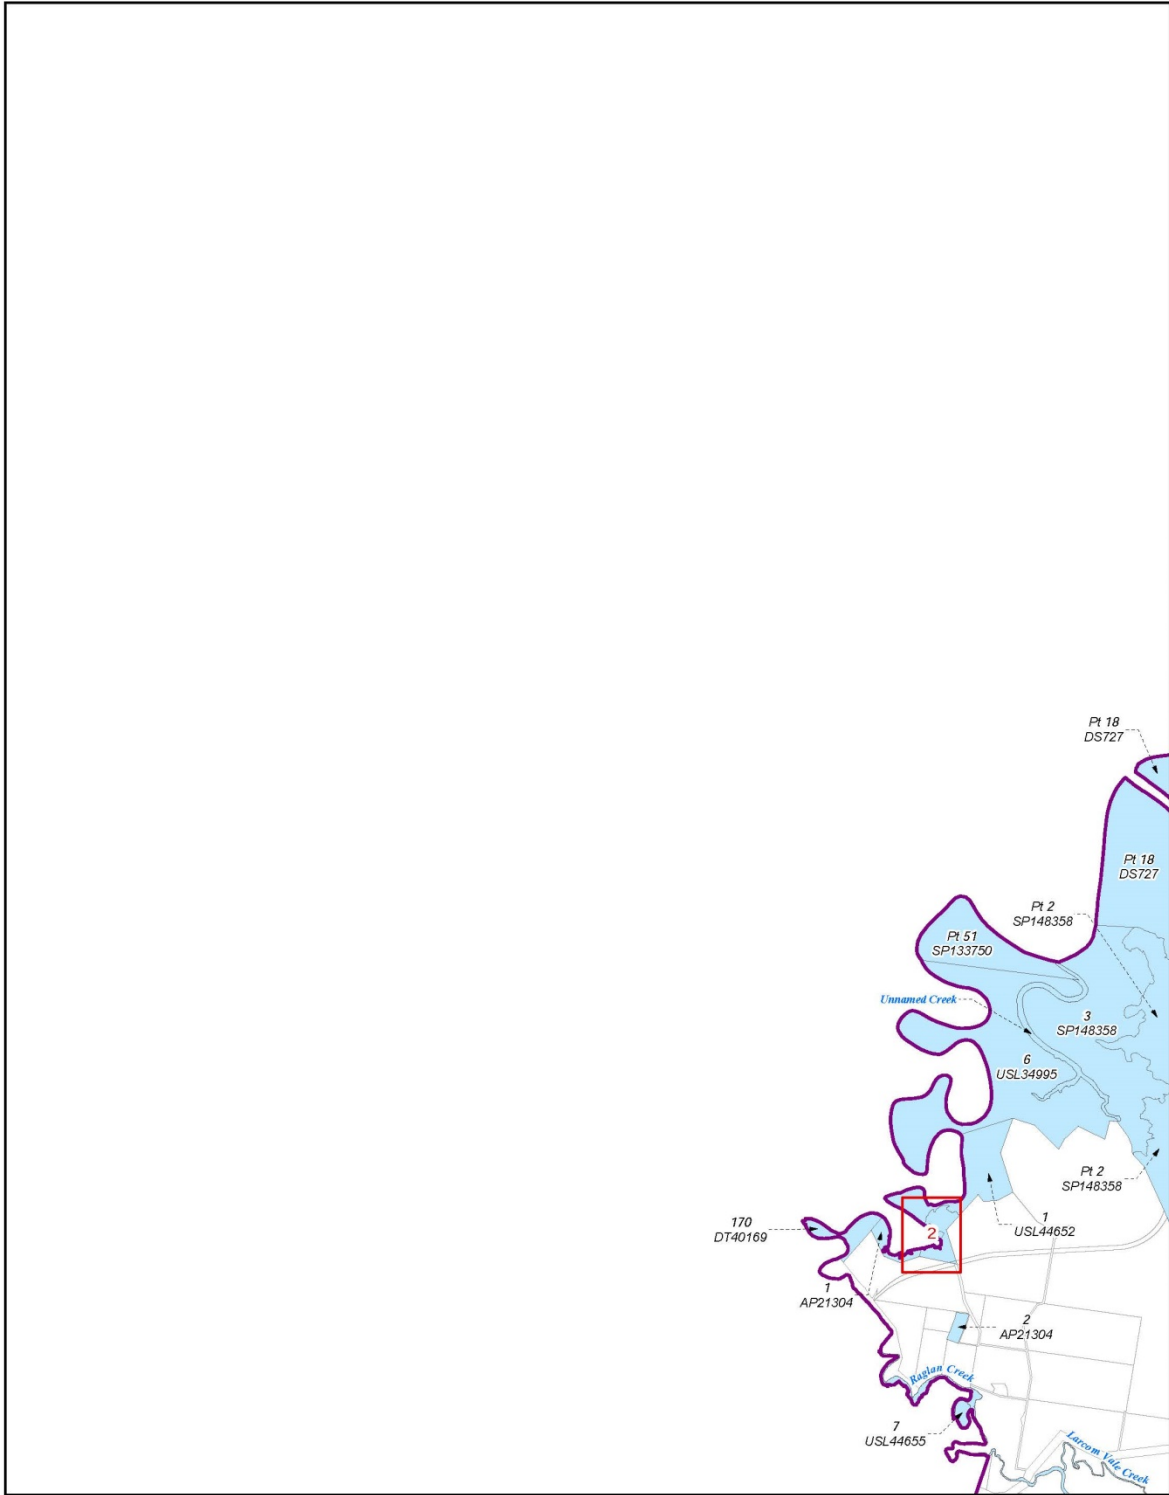 Pt 18
DS727
Pt 18
DS727
Pt 2
SP148358
Pt 51
SP133750
Unnamed Creek
3
SP148358
6
USL34995
Pt 2
SP148358
1
USL44652
170
DT40169
2
1
AP21304
2
AP21304
Raglan Creek
7
USL44655
Larcom Vale Creek